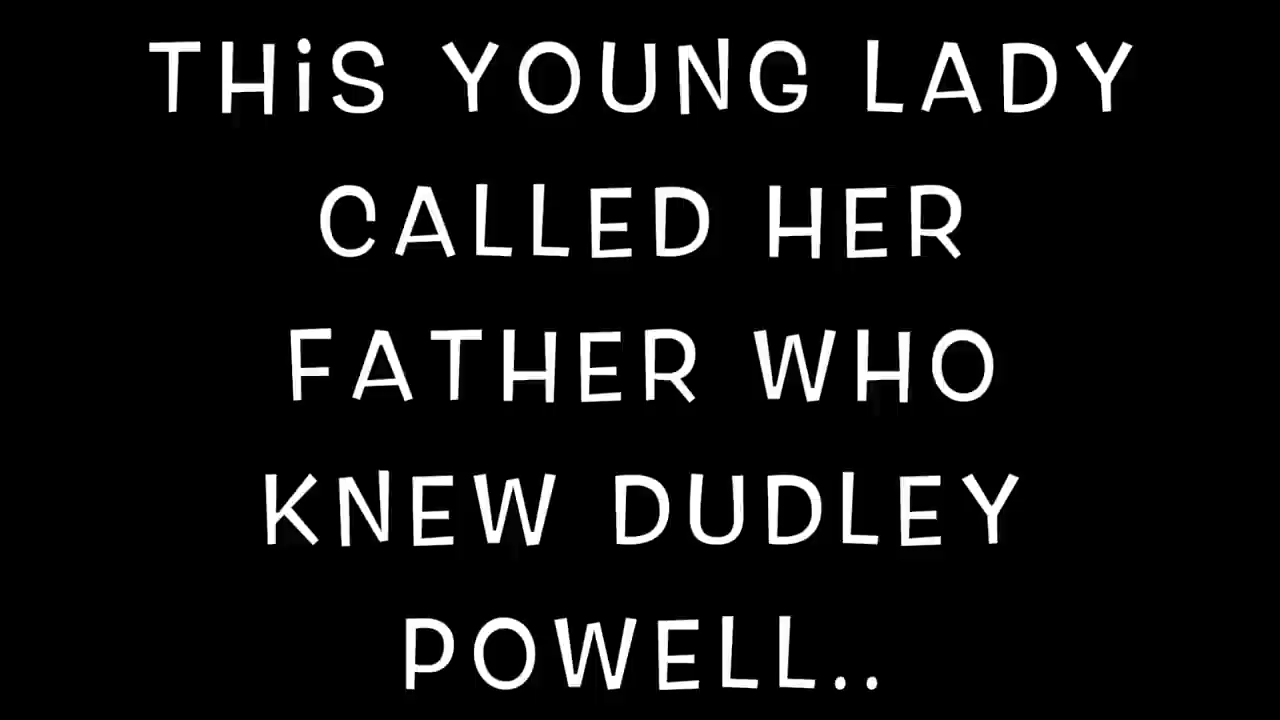 THiS YOUNG LADY
CALLED HER
FATHER WHO
KNEW DUDLEY
POWELL..